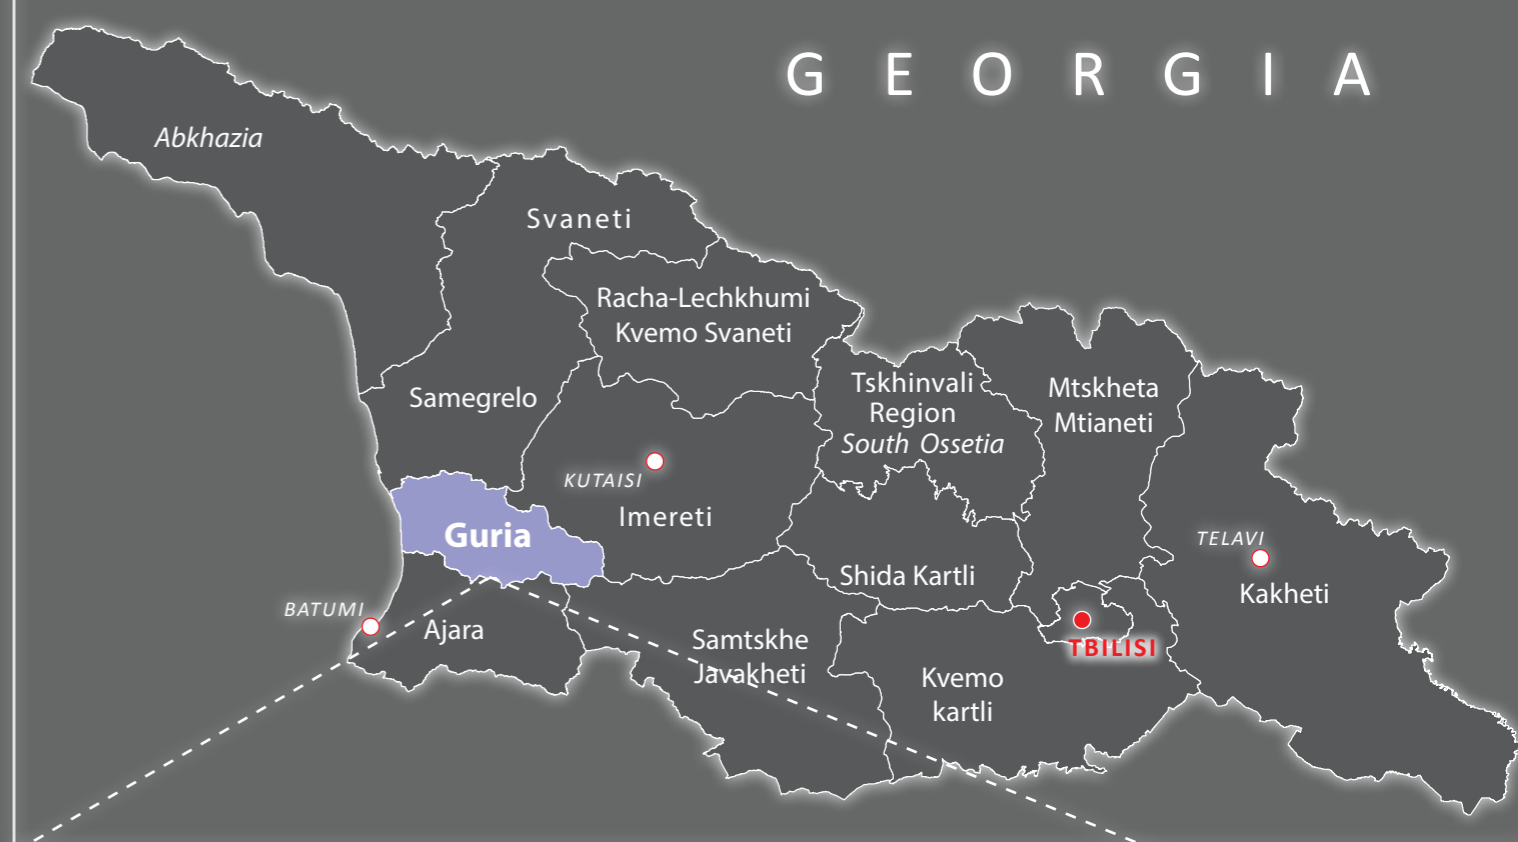 GEORGIA
Abkhazia
Svaneti
Racha-Lechkhumi
Kvemo Svaneti
Samegrelo
Tskhinvali
Region
South Ossetia
Mtskheta
Mtianeti
KUTAISI
Imereti
Guria
TELAVI
Kakheti
Shida Kartli
BATUMI
Ajara
Samtskhe
Javakheti
TBILISI
Kvemo
kartli